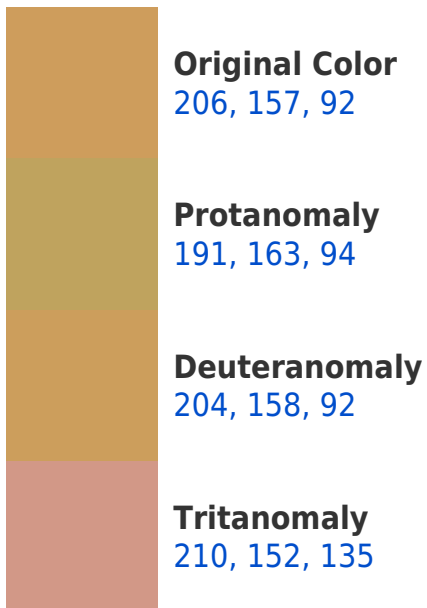 Original Color
206, 157, 92
Protanomaly
191, 163, 94
Deuteranomaly
204, 158, 92
Tritanomaly
210, 152, 135